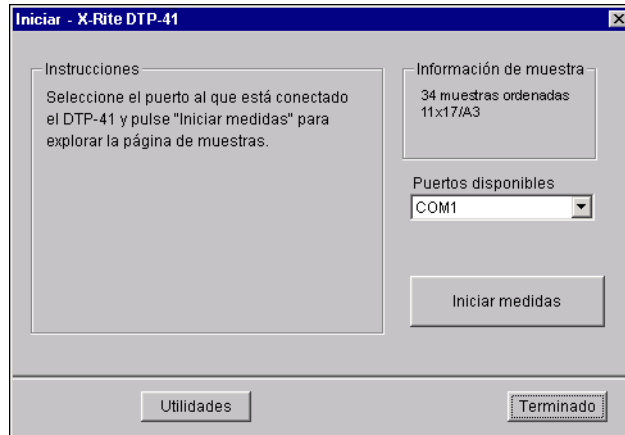 Iniciar - X-Rite DTP-41
Instrucciones
Seleccione el puerto al que está conectado
el DTP-41 y pulse "Iniciar medidas" para
explorar la página de muestras.
Información de muestra
34 muestras ordenadas
11x17/A3
Puertos disponibles
COM1
Iniciar medidas
Utilidades
Terminado